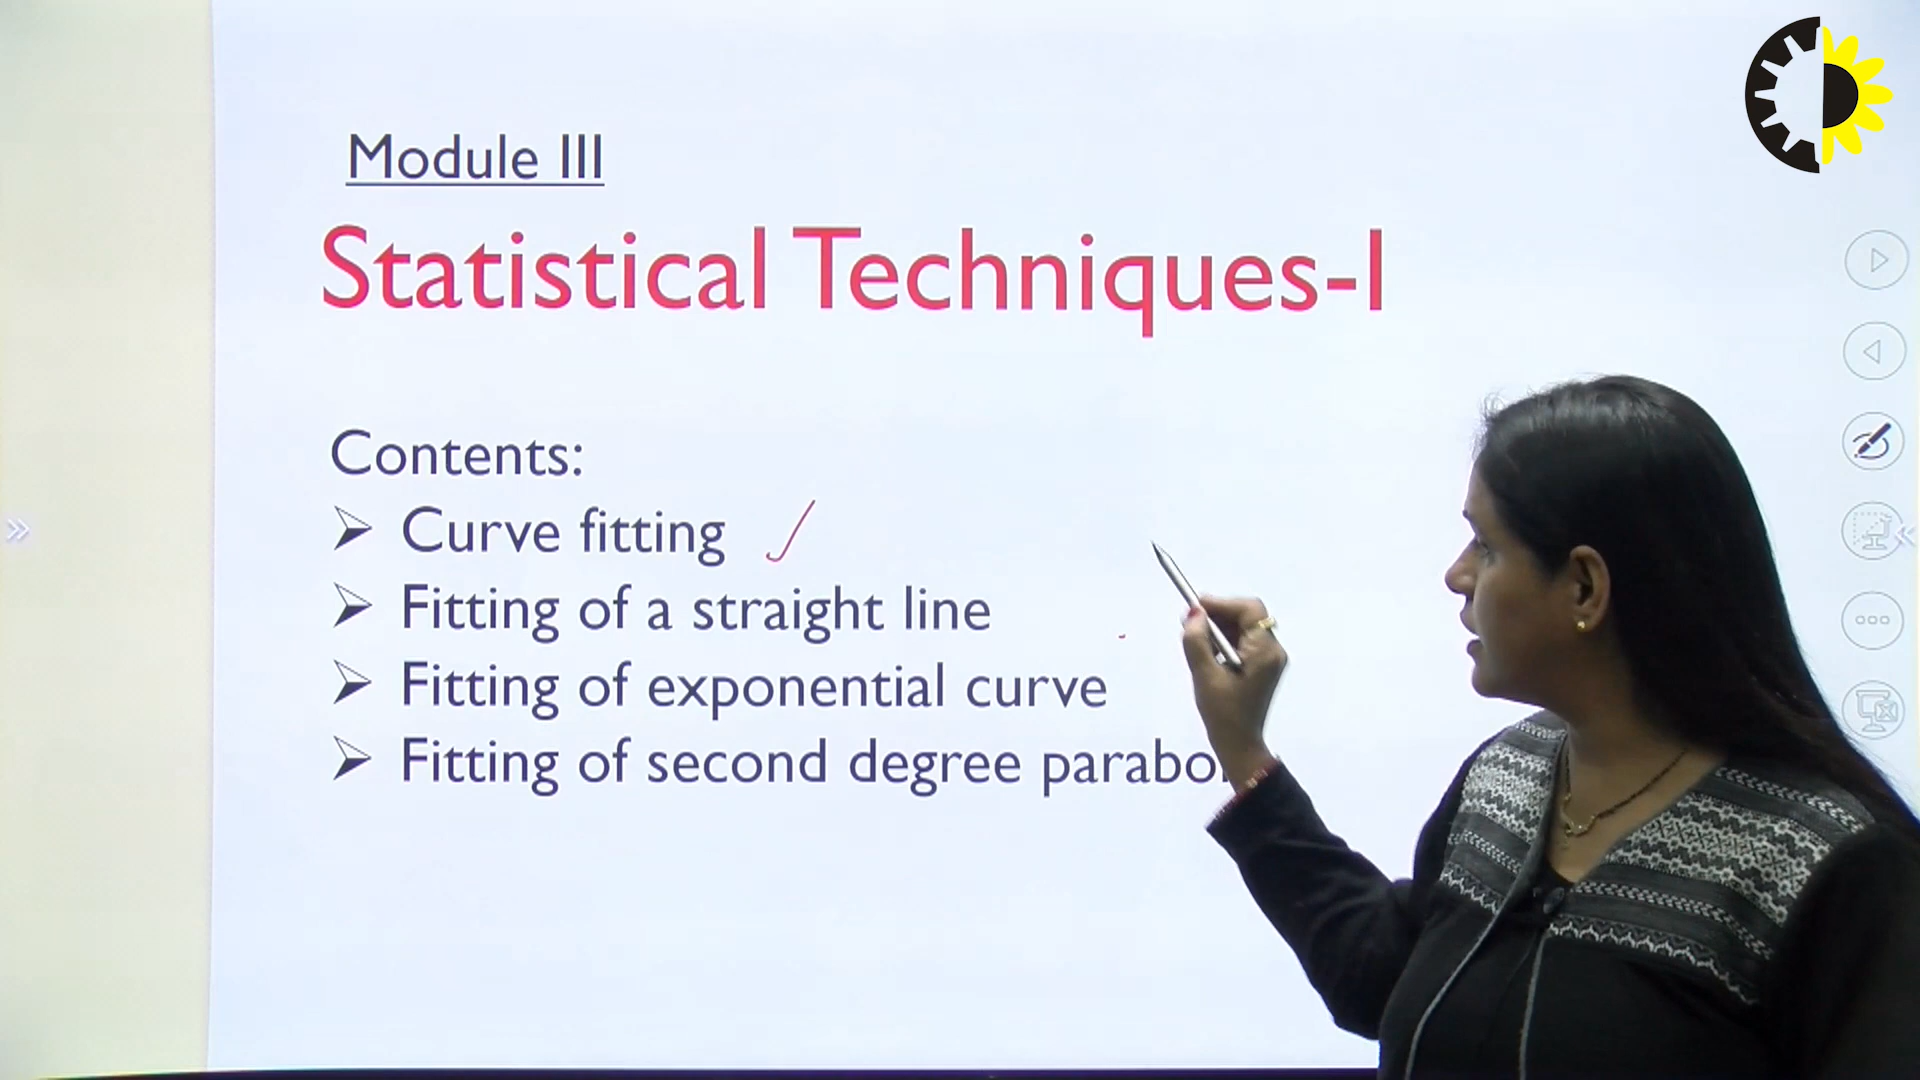 Module III
Statistical Techniques-I
Contents:
➢ Curve fitting
➢ Fitting of a straight line
➢ Fitting of exponential curve
➢ Fitting of second degree